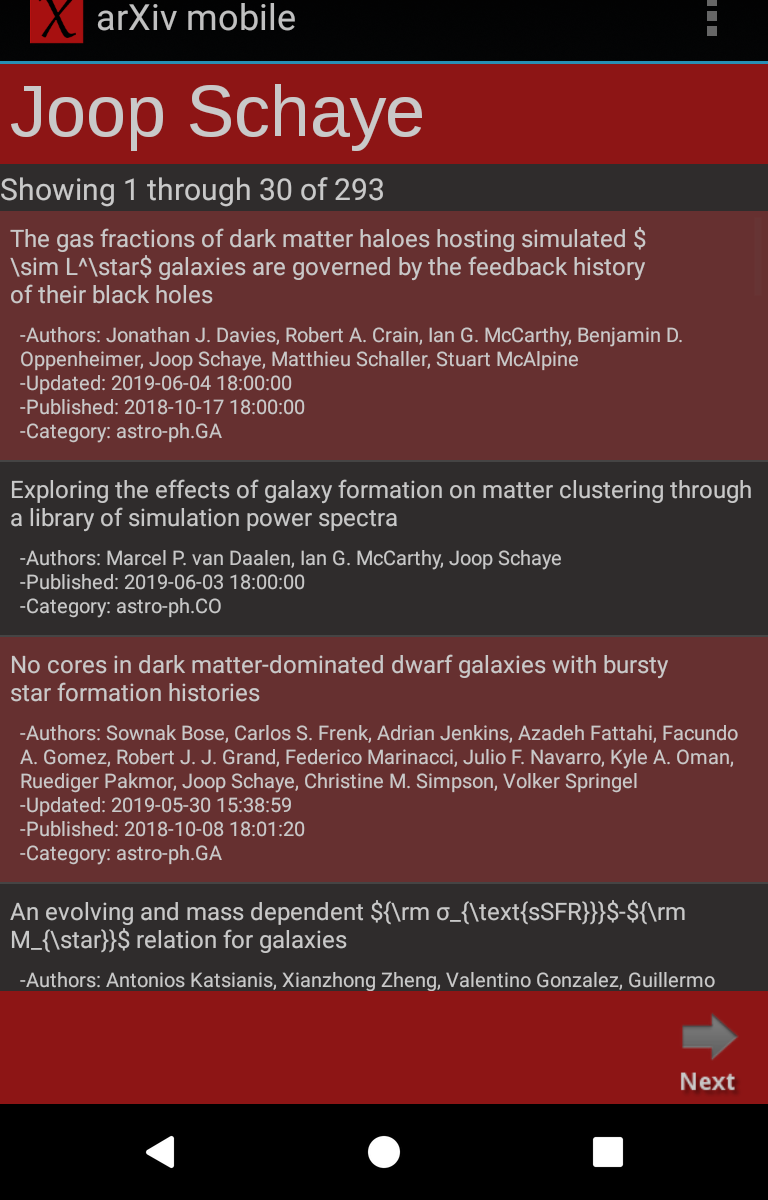 arXiv mobile
Joop Schaye
Showing 1 through 30 of 293
The gas fractions of dark matter haloes hosting simulated $
\sim L^\star$ galaxies are governed by the feedback history
of their black holes
-Authors: Jonathan J. Davies, Robert A. Crain, Ian G. McCarthy, Benjamin D.
Oppenheimer, Joop Schaye, Matthieu Schaller, Stuart McAlpine
-Updated: 2019-06-04 18:00:00
-Published: 2018-10-17 18:00:00
-Category: astro-ph.GA
Exploring the effects of galaxy formation on matter clustering through
a library of simulation power spectra
-Authors: Marcel P. van Daalen, Ian G. McCarthy, Joop Schaye
-Published: 2019-06-03 18:00:00
-Category: astro-ph.CO
No cores in dark matter-dominated dwarf galaxies with bursty
star formation histories
-Authors: Sownak Bose, Carlos S. Frenk, Adrian Jenkins, Azadeh Fattahi, Facundo
A. Gomez, Robert J. J. Grand, Federico Marinacci, Julio F. Navarro, Kyle A. Oman,
Ruediger Pakmor, Joop Schaye, Christine M. Simpson, Volker Springel
-Updated: 2019-05-30 15:38:59
-Published: 2018-10-08 18:01:20
-Category: astro-ph.GA
An evolving and mass dependent ${\rm σ_{\text{sSFR}}}$-${\rm
M_{\star}}$ relation for galaxies
-Authors: Antonios Katsianis, Xianzhong Zheng, Valentino Gonzalez, Guillermo
Next